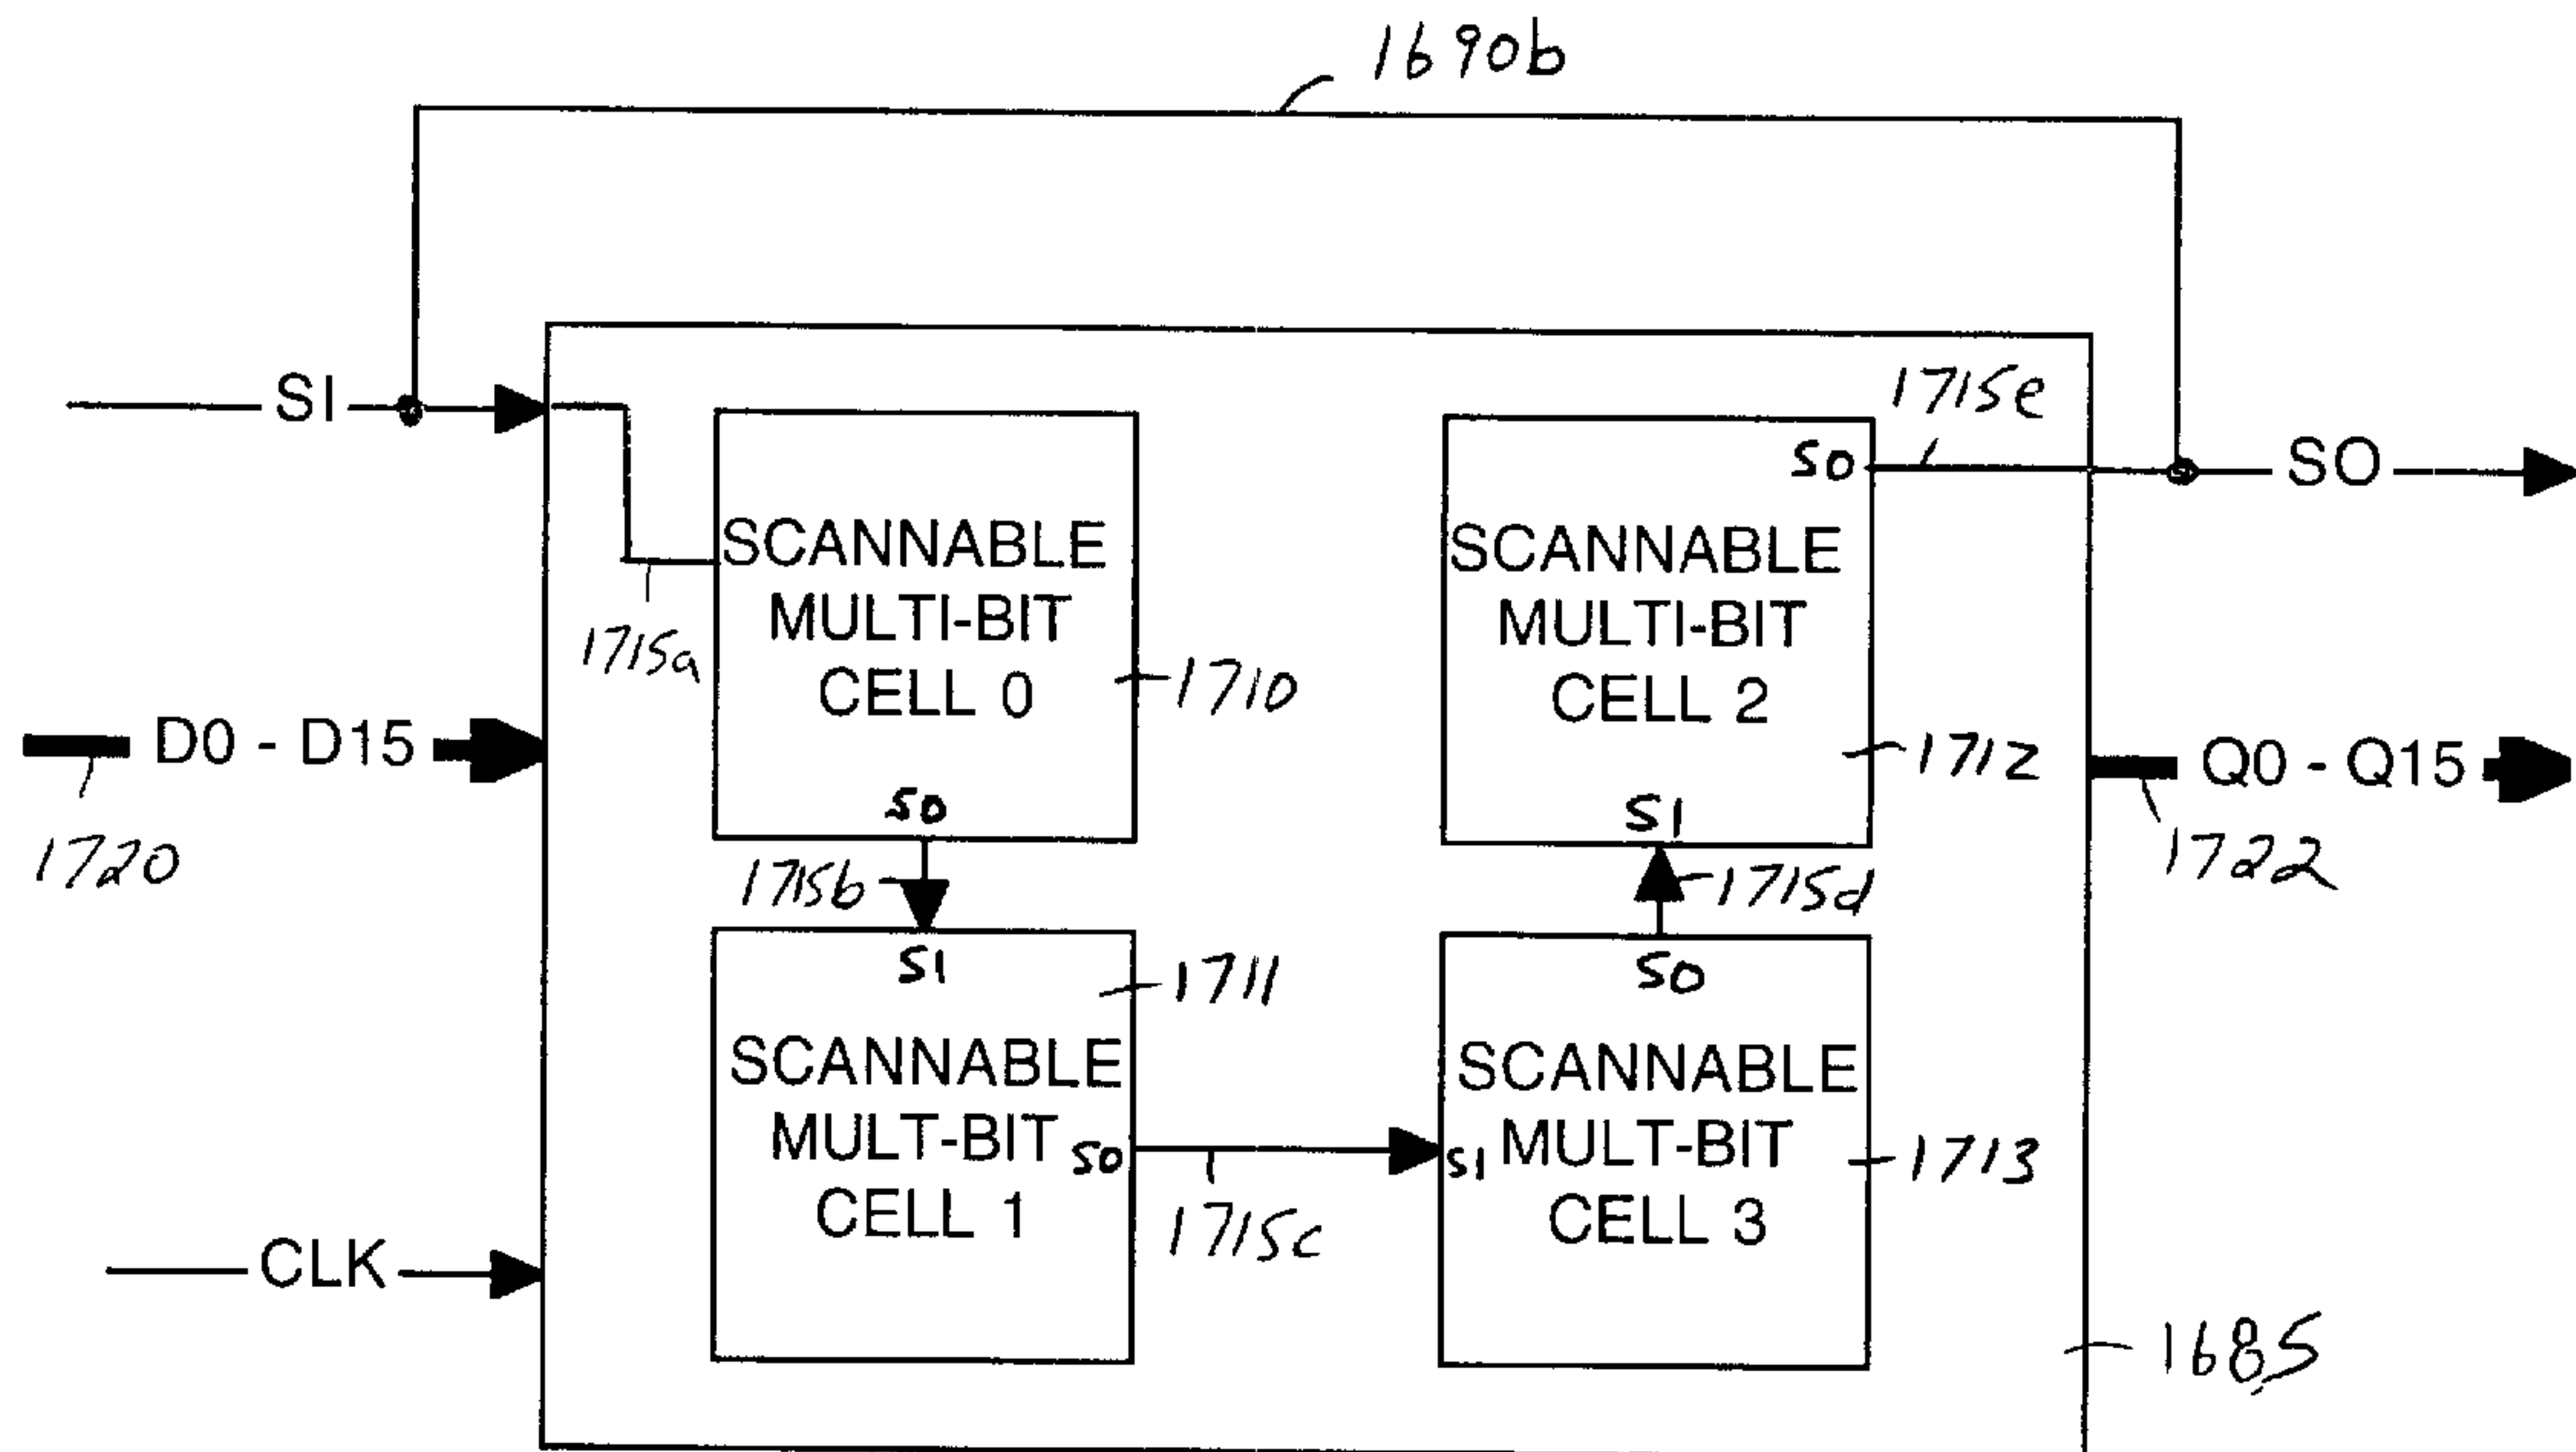 1690b
SI
1715e
SO
SO
SCANNABLE
MULTI-BIT
CELL 0
SO
1715a
1710
SCANNABLE
MULTI-BIT
CELL 2
SI
1712
D0 - D15
1720
Q0 - Q15
1722
1715b
1715d
SI
1711
SCANNABLE
MULT-BIT
CELL 1
SO
1715c
SO
SI
SCANNABLE
MULT-BIT
CELL 3
1713
CLK
1685